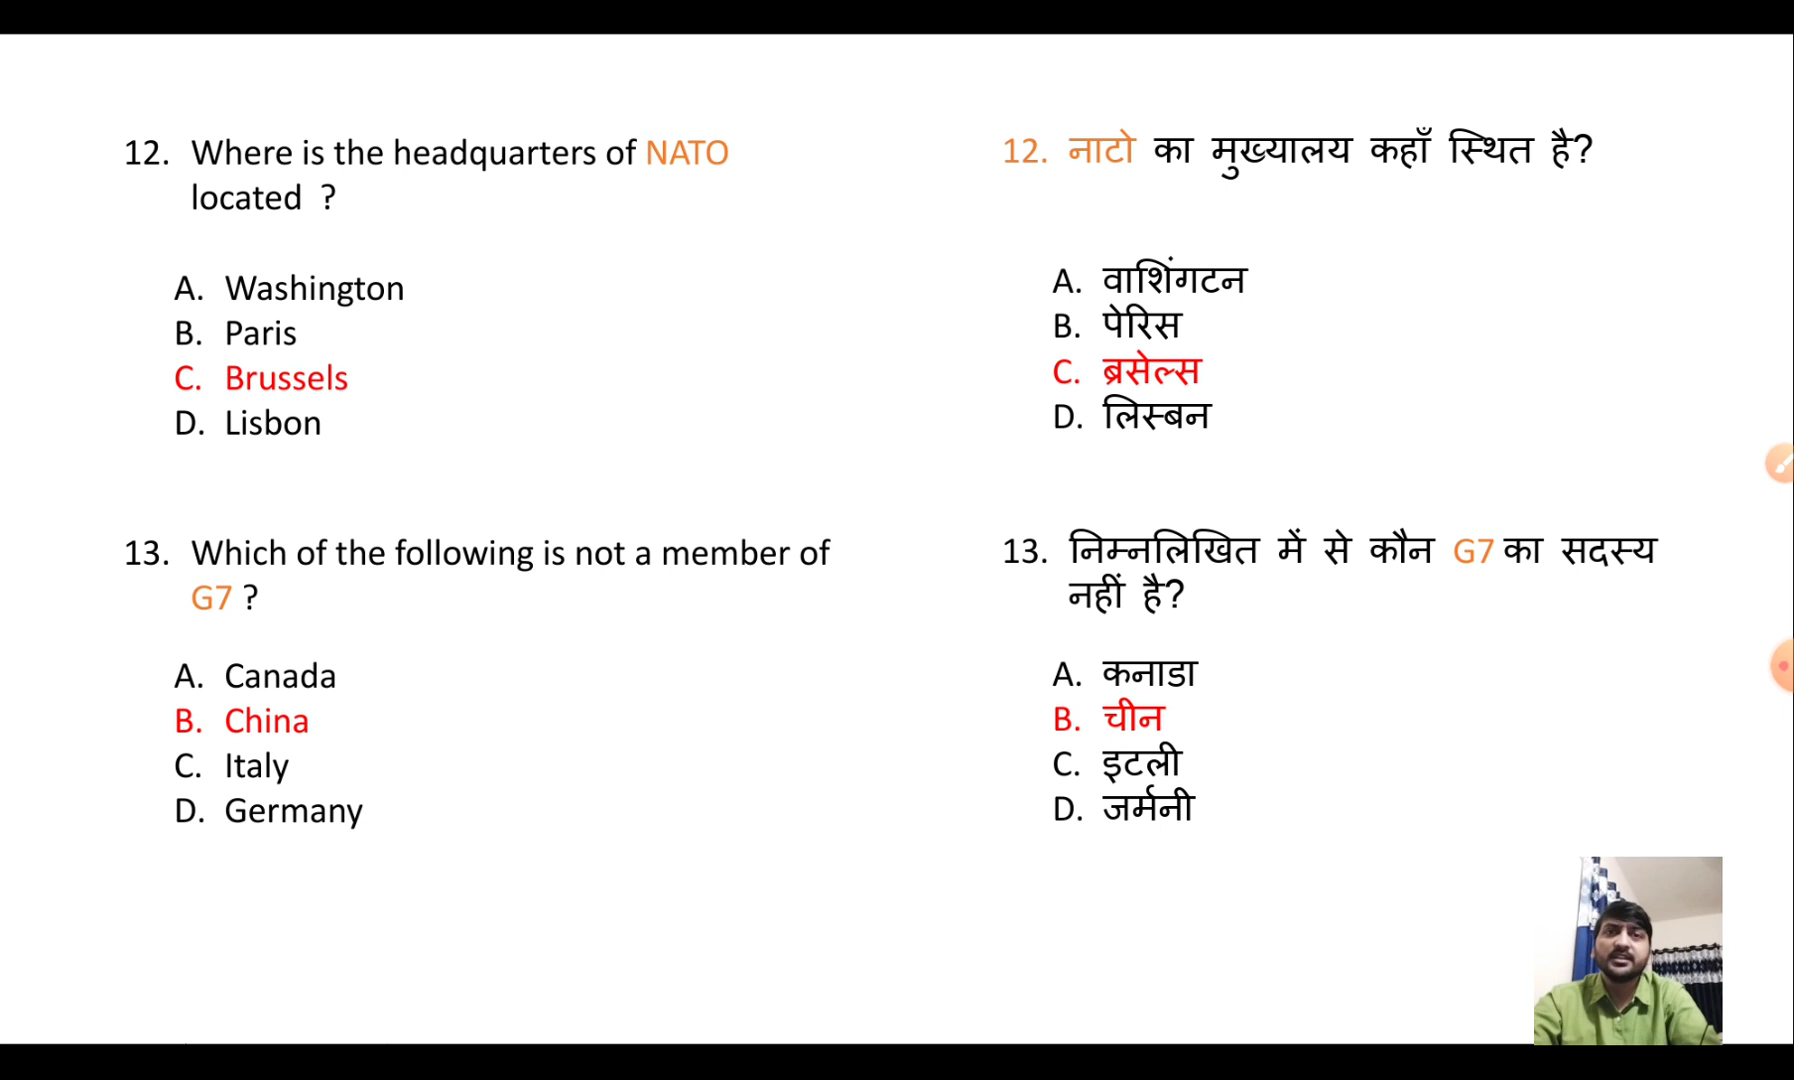 12. Where is the headquarters of NATO
located ?
A. Washington
B. Paris
C. Brussels
D. Lisbon
13. Which of the following is not a member of
G7 ?
A. Canada
B. China
C. Italy
D. Germany
12. नाटो का मुख्यालय कहाँ स्थित है?
A. वाशिंगटन
B. पेरिस
C. ब्रसेल्स
D. लिस्बन
13. निम्नलिखित में से कौन G7 का सदस्य
नहीं है?
A. कनाडा
B. चीन
C. इटली
D. जर्मनी